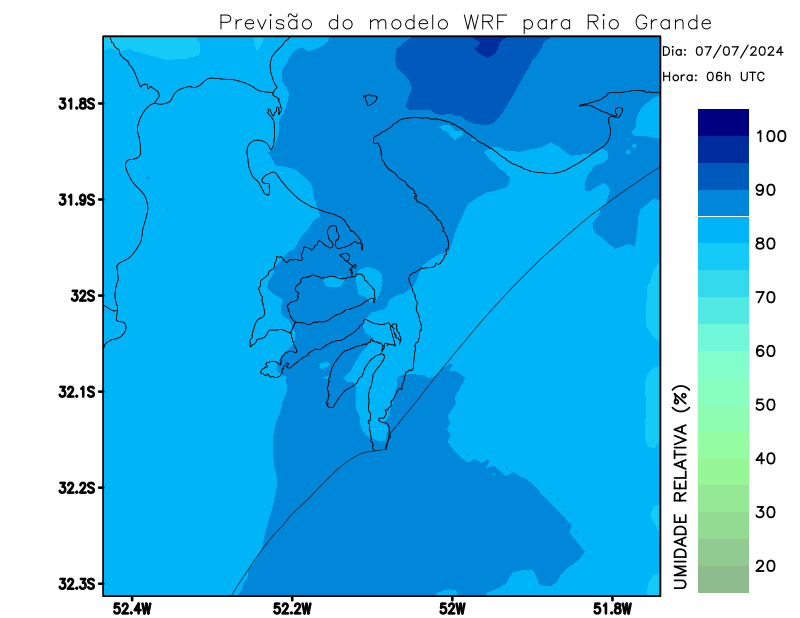 Previsão do modelo WRF para Rio Grande
Dia: 07/07/2024
Hora: 06h UTC
31.8S
31.9S
32S
32.1S
32.2S
32.3S
52.4W
52.2W
52W
51.8W
100
90
80
70
60
50
40
30
20
UMIDADE RELATIVA (%)